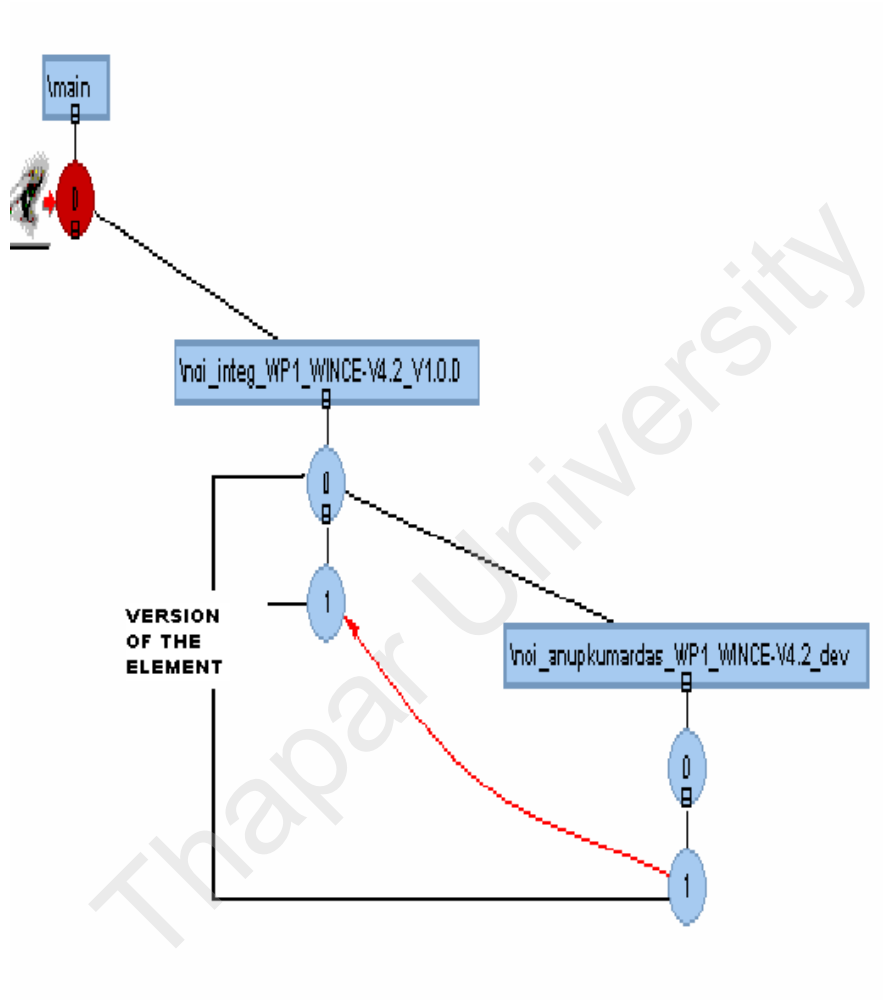 \main
0
\noi_integ_WP1_WINCE-V4.2_V1.0.0
0
1
VERSION
OF THE
ELEMENT
\noi_anupkumardas_WP1_WINCE-V4.2_dev
0
1
Thapar University